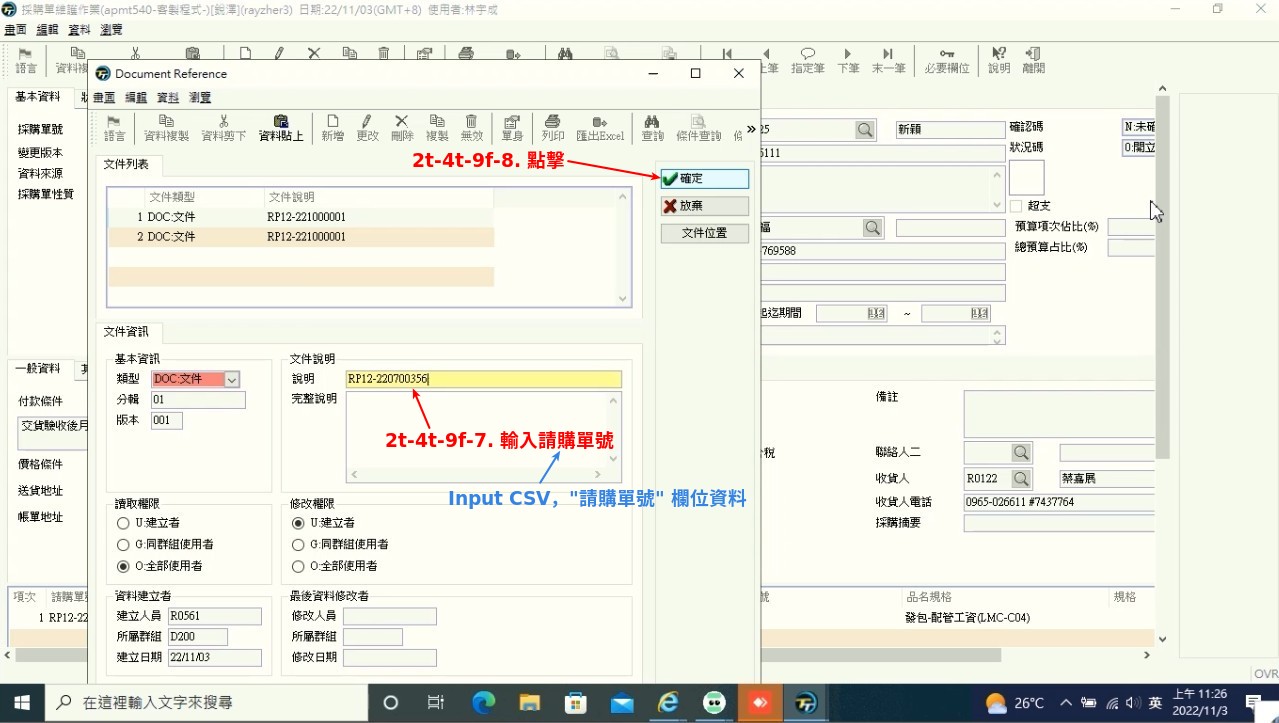 採購單維護作業(apmt540-客製程式-)[銳澤](rayzher3) 日期:22/11/03(GMT+8) 使用者:林宇彧
畫面 編輯 資料 瀏覽
語言 上筆 指定筆 下筆 末一筆 必要欄位 說明 離開
Document Reference
畫面 編輯 資料 瀏覽
語言 資料複製 資料剪下 資料貼上 新增 更改 刪除 複製 無效 單身 列印 匯出Excel 查詢 條件查詢 »
基本資料
採購單號
變更版本
資料來源
採購單性質
文件列表
文件類型 文件說明
1 DOC:文件 RP12-221000001
2 DOC:文件 RP12-221000001
2t-4t-9f-8. 點擊
確定
放棄
文件位置
25 新穎 確認碼 N:未確
5111 狀況碼 O:開立
超支
福 預算項次佔比(%)
769588 總預算占比(%)
起迄期間 ~
文件資訊
基本資訊
類型 DOC:文件
分輯 01
版本 001
文件說明
說明 RP12-220700356
完整說明
2t-4t-9f-7. 輸入請購單號
Input CSV，"請購單號" 欄位資料
讀取權限
U:建立者
G:同群組使用者
O:全部使用者
修改權限
U:建立者
G:同群組使用者
O:全部使用者
資料建立者
建立人員 R0561
所屬群組 D200
建立日期 22/11/03
最後資料修改者
修改人員
所屬群組
修改日期
一般資料
付款條件
交貨驗收後月
價格條件
送貨地址
帳單地址
備註
聯絡人二
收貨人 R0122 禁嘉展
收貨人電話 0965-026611 #7437764
採購摘要
項次 請購單 號 品名規格 規格
1 RP12-22 發包-配管工資(LMC-C04)
OVR
在這裡輸入文字來搜尋
26°C 英 上午 11:26
2022/11/3